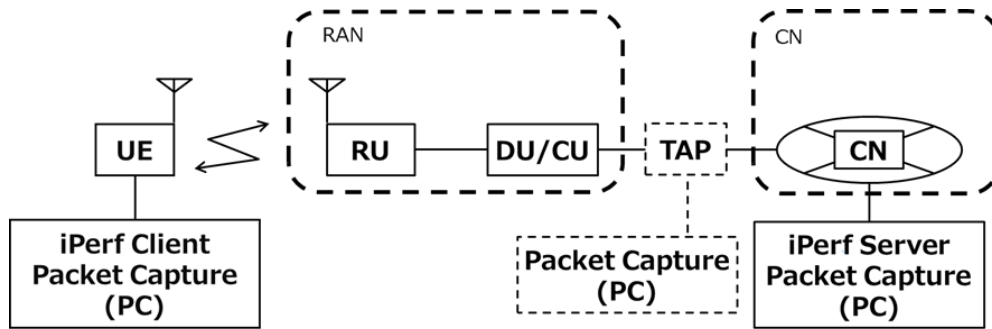 RAN
CN
UE
RU
DU/CU
TAP
CN
iPerf Client
Packet Capture
(PC)
Packet Capture
(PC)
iPerf Server
Packet Capture
(PC)